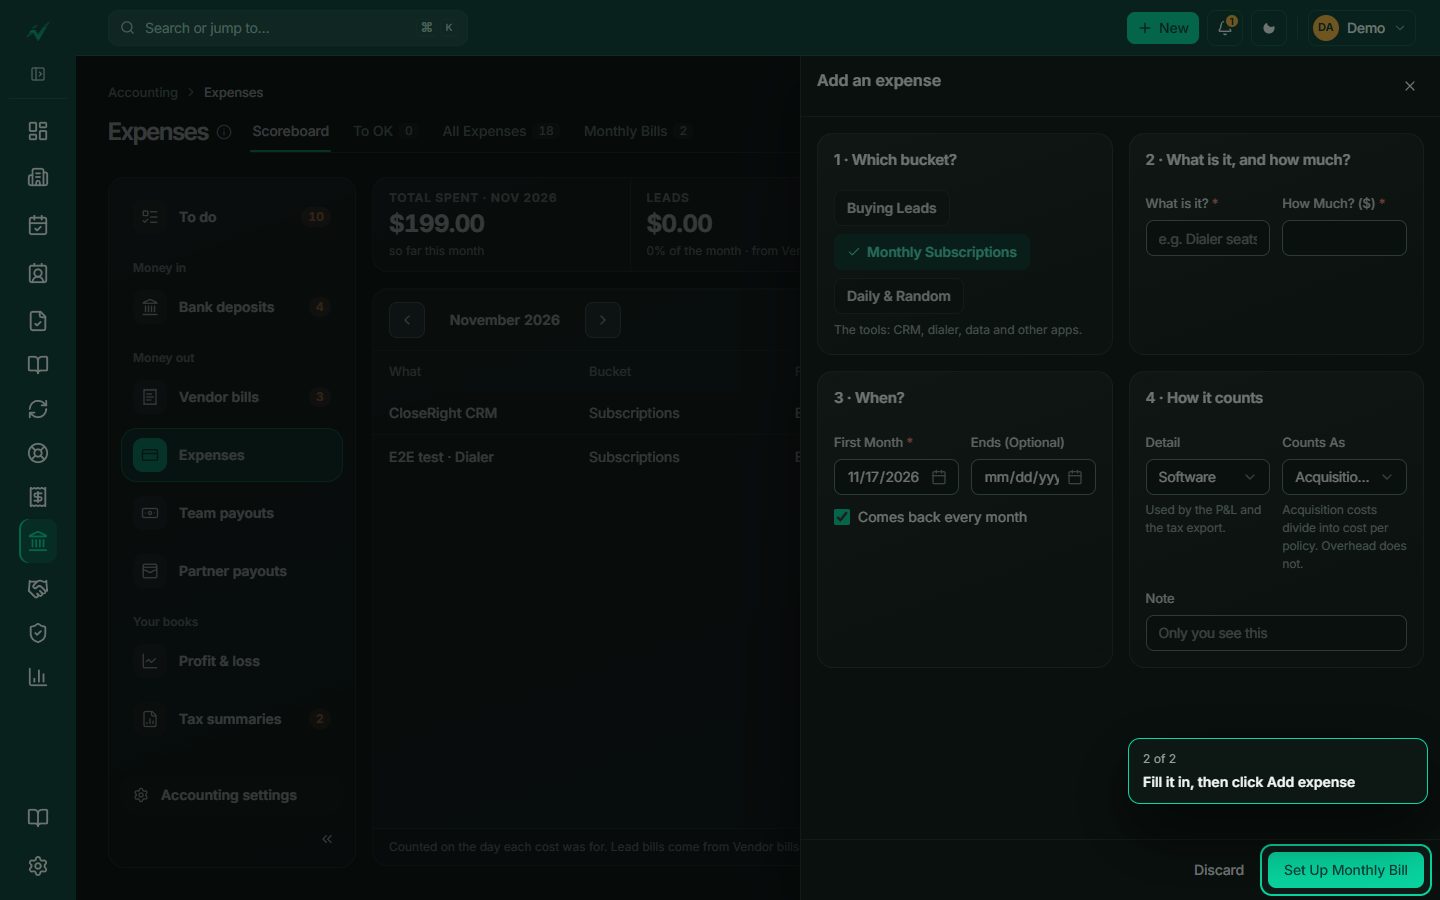 Search or jump to...
⌘ K
+ New
1
DA
Demo
Accounting > Expenses
Expenses
Scoreboard
To OK 0
All Expenses 18
Monthly Bills 2
To do 10
Money in
Bank deposits 4
Money out
Vendor bills 3
Expenses
Team payouts
Partner payouts
Your books
Profit & loss
Tax summaries 2
Accounting settings
TOTAL SPENT · NOV 2026
$199.00
so far this month
LEADS
$0.00
0% of the month · from Ven
November 2026
What
Bucket
CloseRight CRM
Subscriptions
E2E test · Dialer
Subscriptions
Counted on the day each cost was for. Lead bills come from Vendor bills
Add an expense
1 · Which bucket?
Buying Leads
Monthly Subscriptions
Daily & Random
The tools: CRM, dialer, data and other apps.
2 · What is it, and how much?
What is it? *
How Much? ($) *
e.g. Dialer seats
3 · When?
First Month *
Ends (Optional)
11/17/2026
mm/dd/yyy
Comes back every month
4 · How it counts
Detail
Counts As
Software
Acquisitio...
Used by the P&L and
the tax export.
Acquisition costs
divide into cost per
policy. Overhead does
not.
Note
Only you see this
2 of 2
Fill it in, then click Add expense
Discard
Set Up Monthly Bill